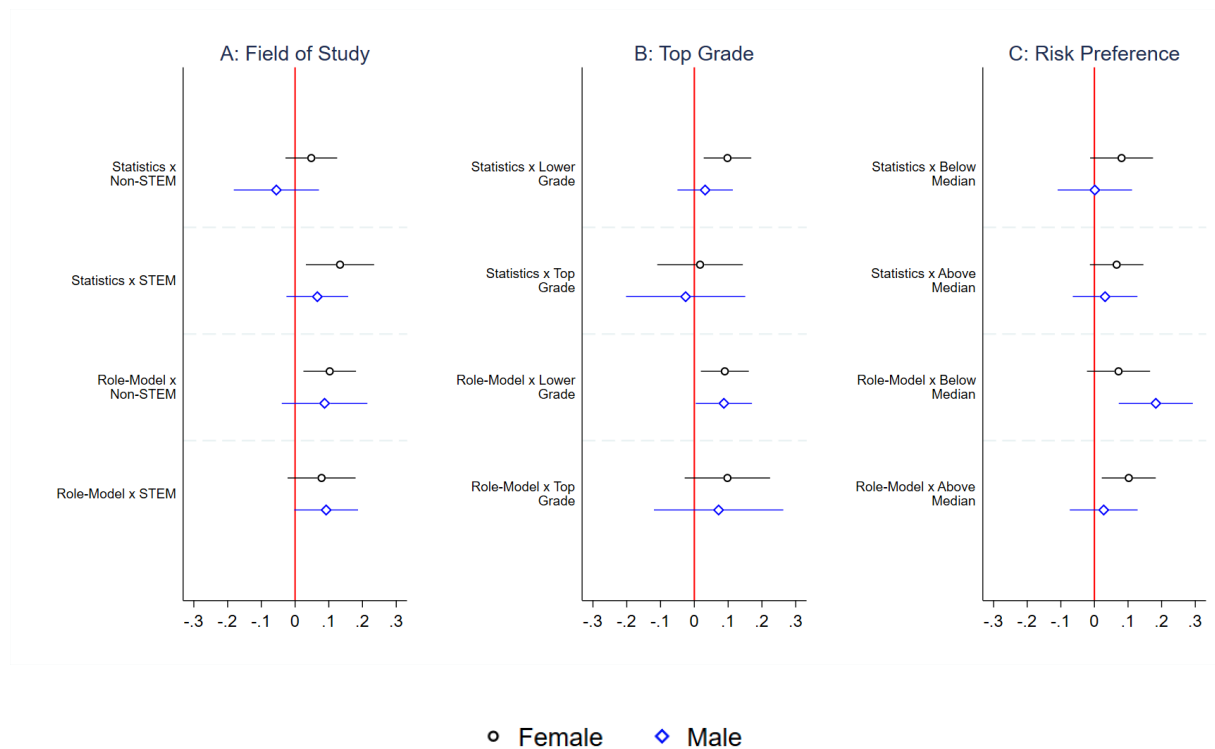 A: Field of Study
Statistics x
Non-STEM
Statistics x STEM
Role-Model x
Non-STEM
Role-Model x STEM
-.3 -.2 -.1 0 .1 .2 .3
B: Top Grade
Statistics x Lower
Grade
Statistics x Top
Grade
Role-Model x Lower
Grade
Role-Model x Top
Grade
-.3 -.2 -.1 0 .1 .2 .3
C: Risk Preference
Statistics x Below
Median
Statistics x Above
Median
Role-Model x Below
Median
Role-Model x Above
Median
-.3 -.2 -.1 0 .1 .2 .3
Female Male